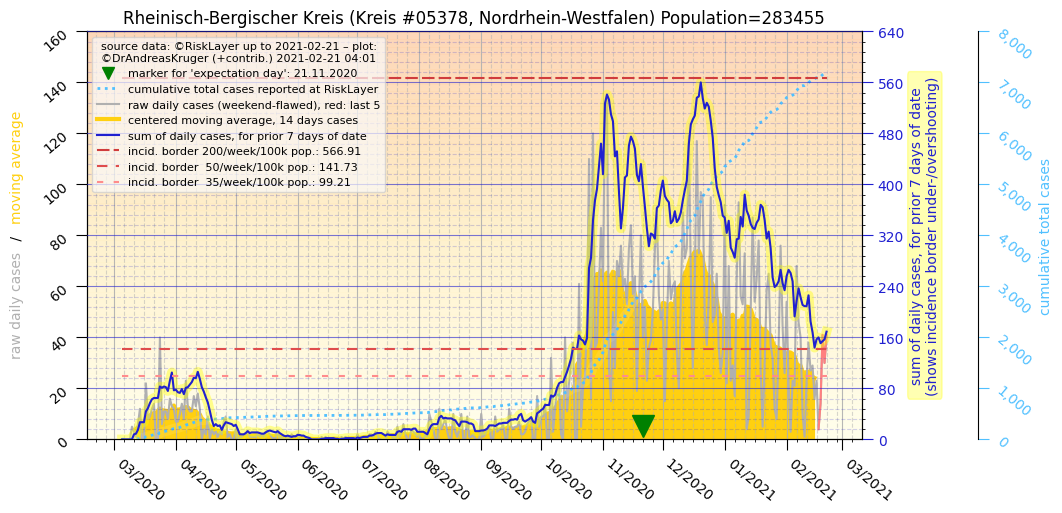 Rheinisch-Bergischer Kreis (Kreis #05378, Nordrhein-Westfalen) Population=283455
source data: ©RiskLayer up to 2021-02-21 – plot:
©DrAndreasKruger (+contrib.) 2021-02-21 04:01
marker for 'expectation day': 21.11.2020
cumulative total cases reported at RiskLayer
raw daily cases (weekend-flawed), red: last 5
centered moving average, 14 days cases
sum of daily cases, for prior 7 days of date
incid. border 200/week/100k pop.: 566.91
incid. border 50/week/100k pop.: 141.73
incid. border 35/week/100k pop.: 99.21
raw daily cases / moving average
160
140
120
100
80
60
40
20
0
640
560
480
400
320
240
160
80
0
sum of daily cases, for prior 7 days of date
(shows incidence border under-/overshooting)
8,000
7,000
6,000
5,000
4,000
3,000
2,000
1,000
0
cumulative total cases
03/2020
04/2020
05/2020
06/2020
07/2020
08/2020
09/2020
10/2020
11/2020
12/2020
01/2021
02/2021
03/2021